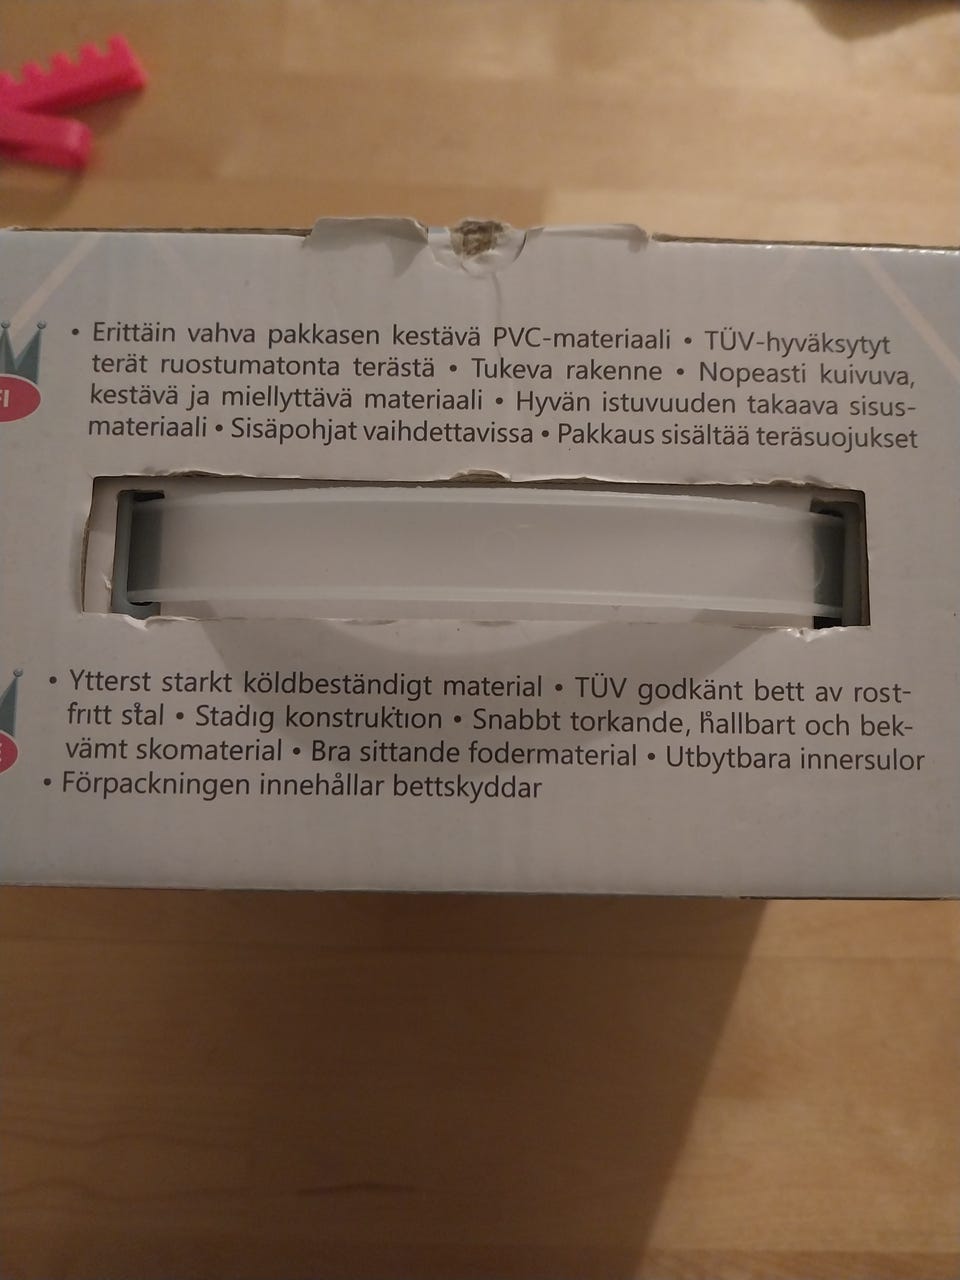 • Erittäin vahva pakkasen kestävä PVC-materiaali • TÜV-hyväksytyt
terät ruostumatonta terästä • Tukeva rakenne • Nopeasti kuivuva,
FI
kestävä ja miellyttävä materiaali • Hyvän istuvuuden takaava sisus-
materiaali • Sisäpohjat vaihdettavissa • Pakkaus sisältää teräsuojukset
• Ytterst starkt köldbeständigt material • TÜV godkänt bett av rost-
fritt stål • Stadig konstruktion • Snabbt torkande, hallbart och bek-
vämt skomaterial • Bra sittande fodermaterial • Utbytbara innersulor
• Förpackningen innehållar bettskyddar